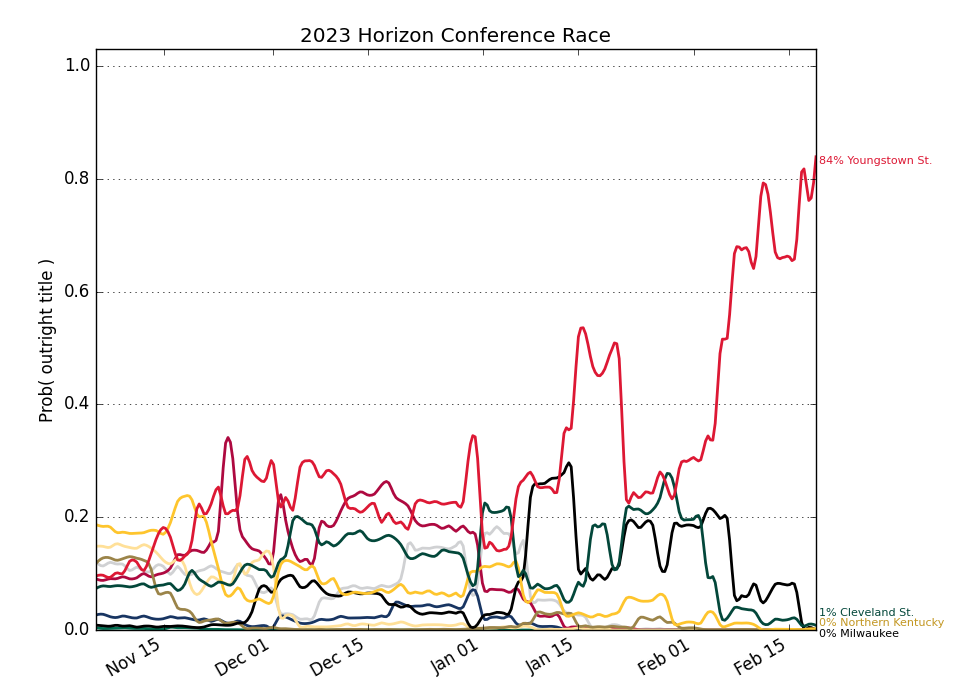 2023 Horizon Conference Race
Prob( outright title )
1.0
0.8
0.6
0.4
0.2
0.0
84% Youngstown St.
1% Cleveland St.
0% Northern Kentucky
0% Milwaukee
Nov 15
Dec 01
Dec 15
Jan 01
Jan 15
Feb 01
Feb 15